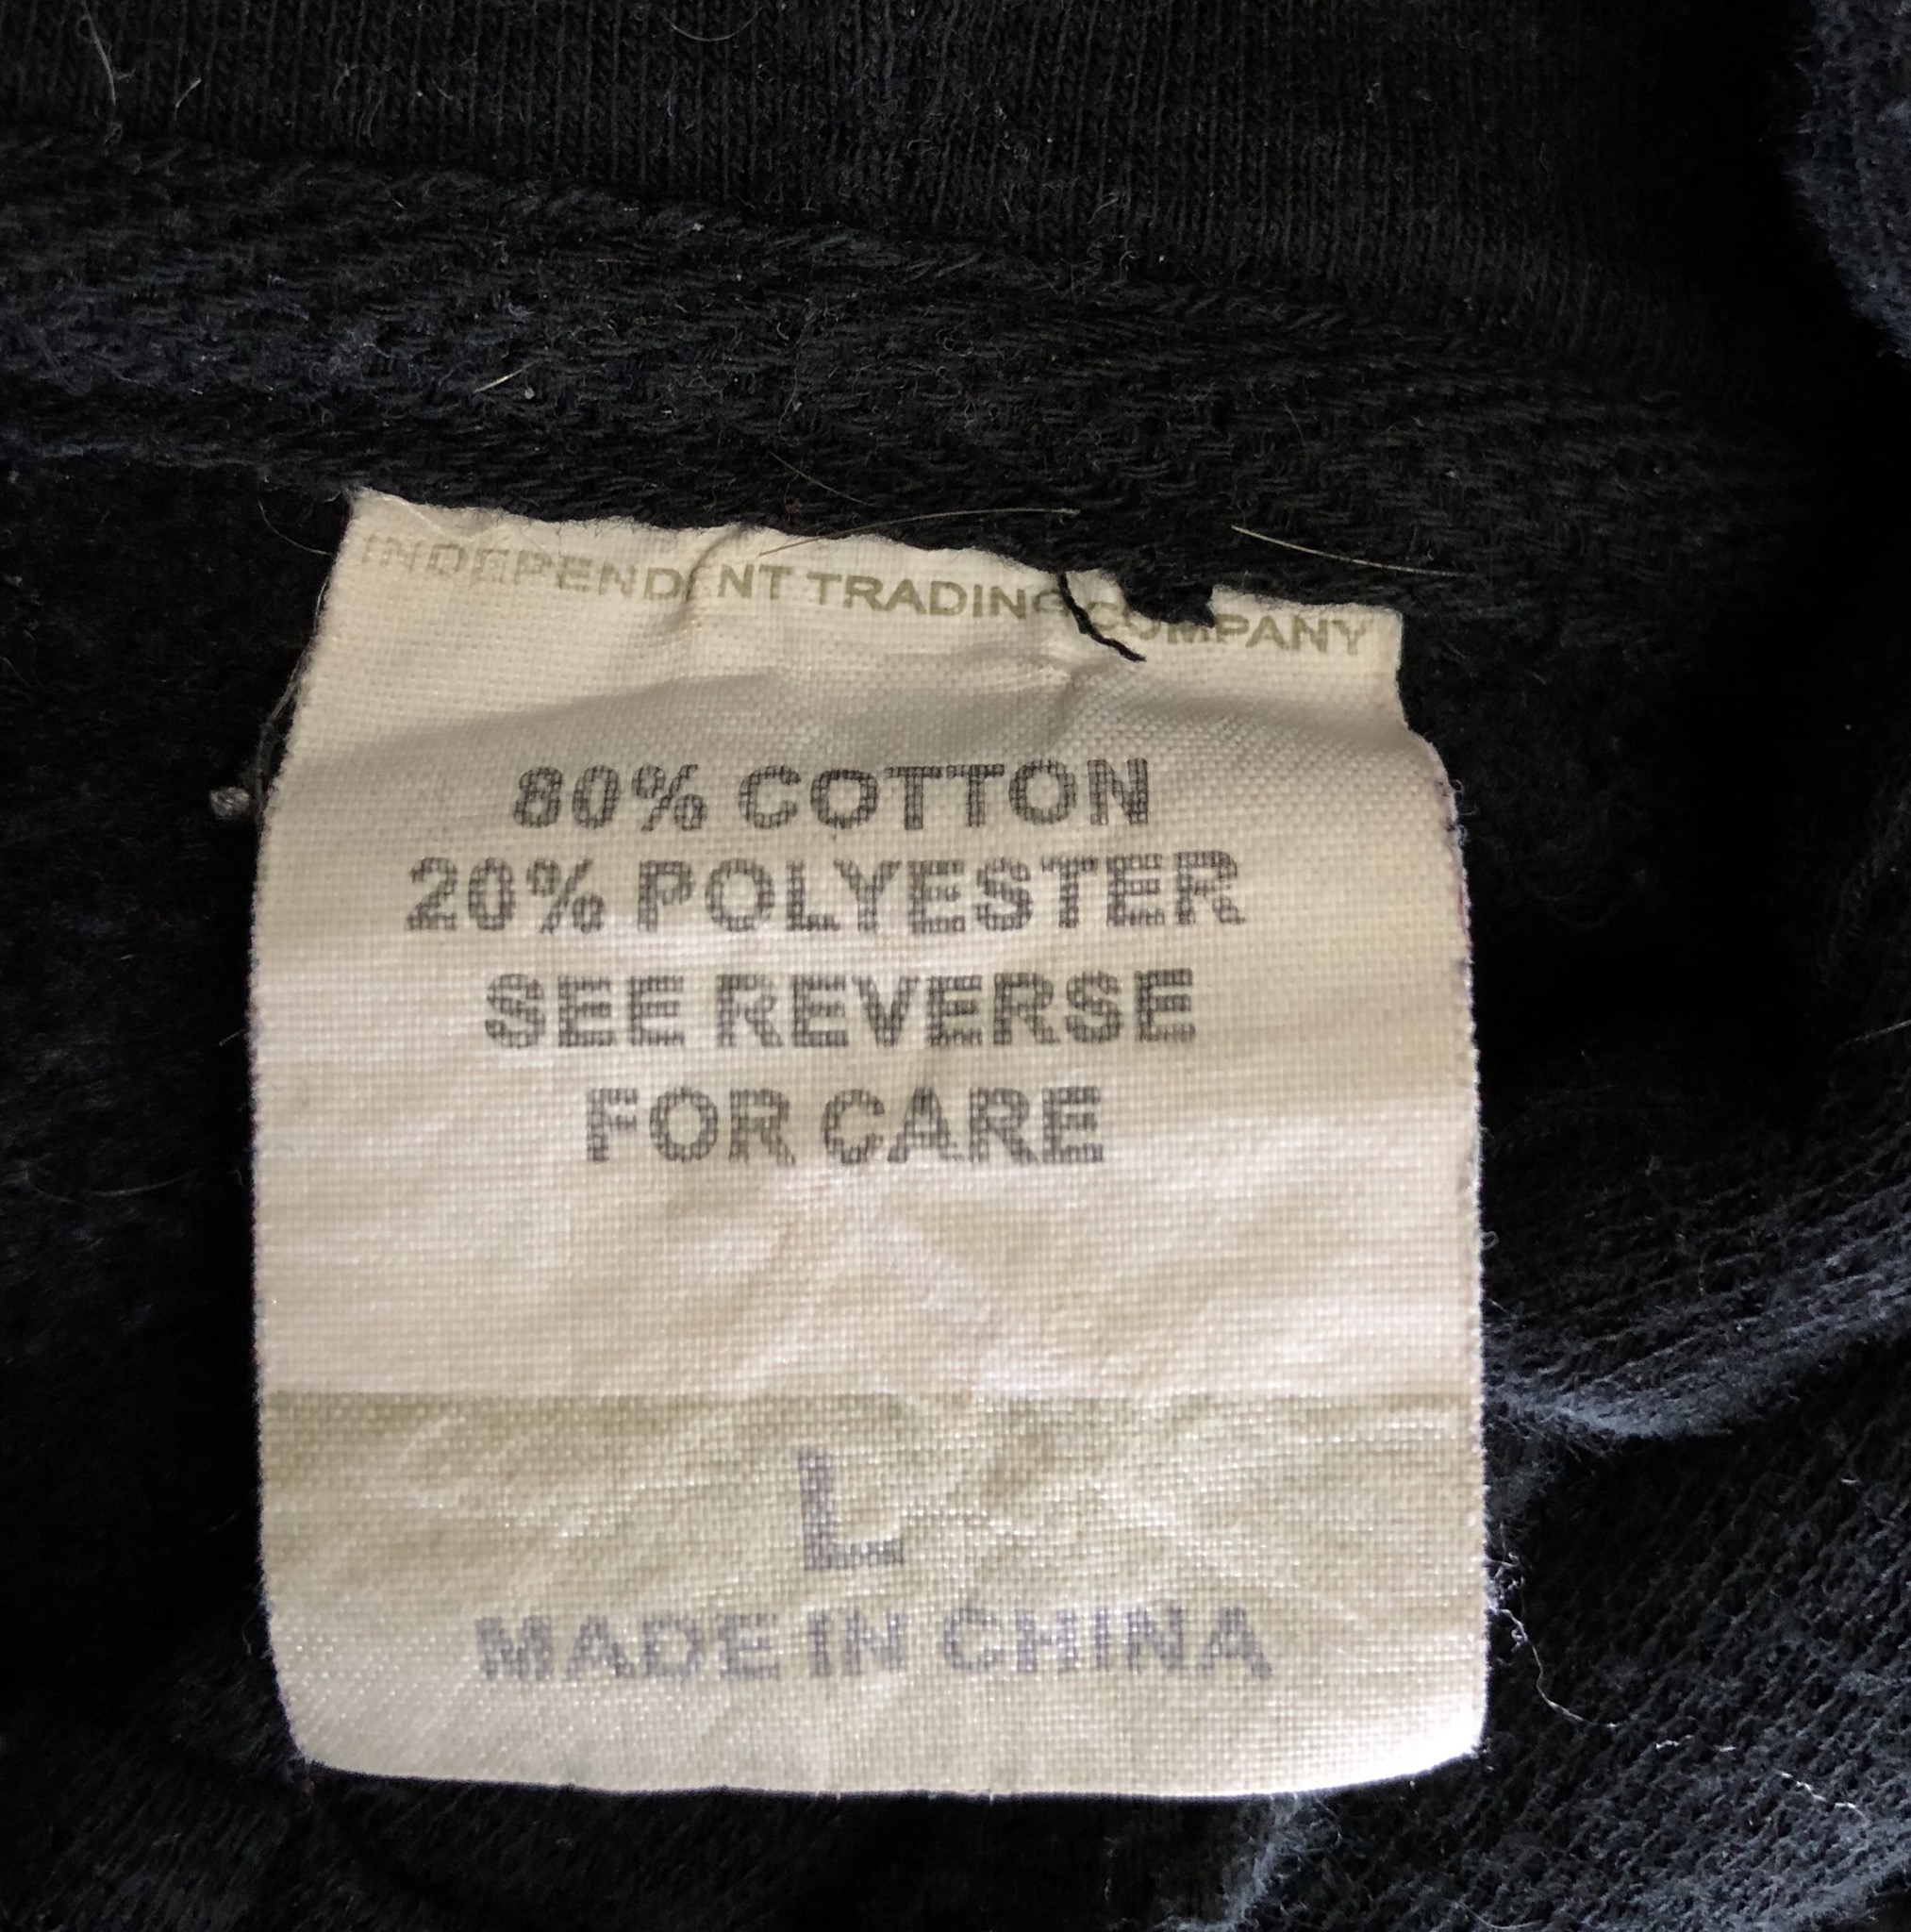 INDEPENDENT TRADING COMPANY
80% COTTON
20% POLYESTER
SEE REVERSE
FOR CARE
L
MADE IN CHINA